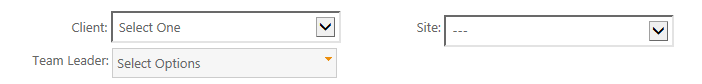 Client: Select One Site: ---
Team Leader: Select Options